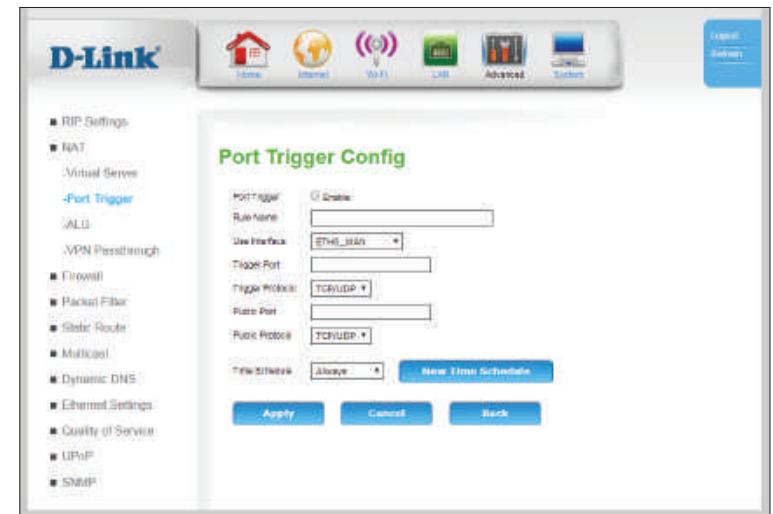 D-Link
Home
Internet
Wi-Fi
LAN
Advanced
System
Logout
Refresh
RIP Settings
NAT
-Virtual Server
-Port Trigger
-ALG
-VPN Passthrough
Firewall
Packet Filter
Static Route
Multicast
Dynamic DNS
Ethernet Settings
Quality of Service
UPnP
SNMP
Port Trigger Config
Port Trigger Enable
Rule Name
Use Interface
Trigger Port
Trigger Protocol TCP/UDP
Public Port
Public Protocol TCP/UDP
Time Schedule Always New Time Schedule
Apply Cancel Back